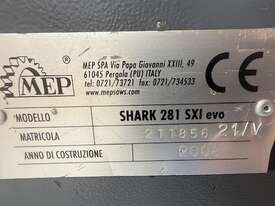 MEP SPA Via Papa Giovanni XXIII, 49
61045 Pergola (PU) ITALY
tel: 0721/73721 fax: 0721/734533
MEP
http://www.mepsaws.com
CE
MODELLO SHARK 281 SXI evo
MATRICOLA 211856 21/V
ANNO DI COSTRUZIONE